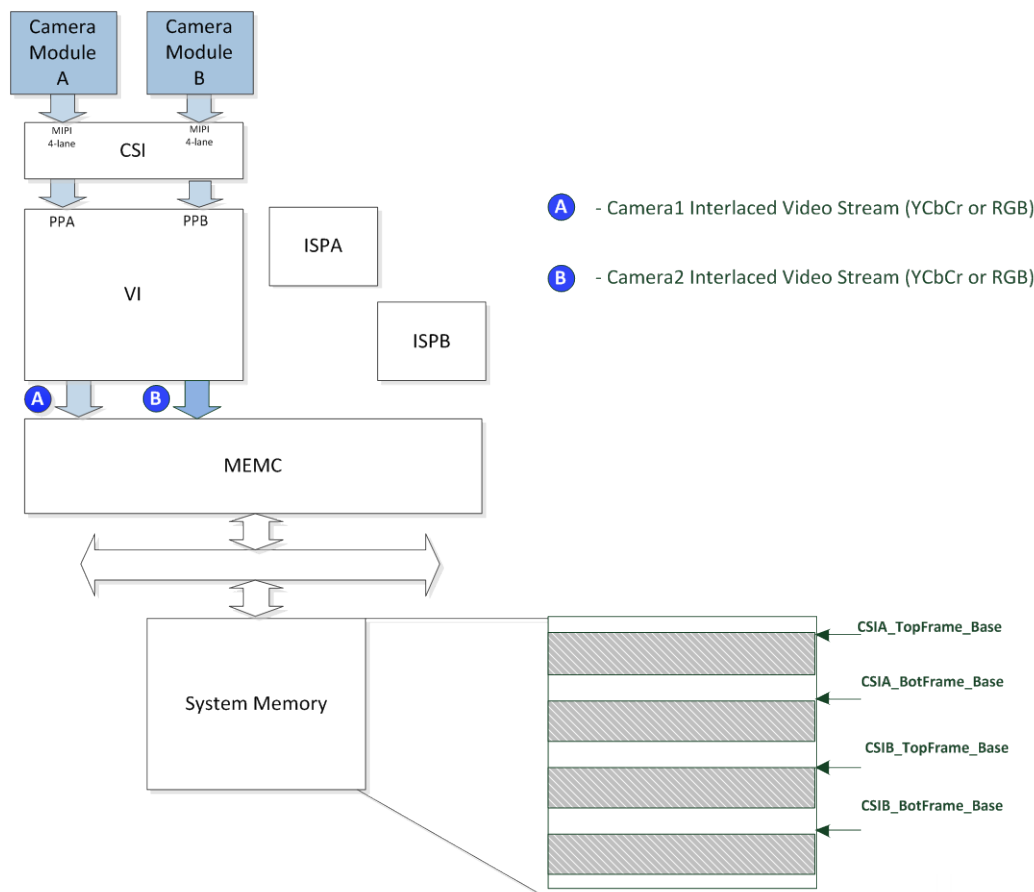 Camera
Module
A
Camera
Module
B
MIPI
4-lane
MIPI
4-lane
CSI
PPA
PPB
VI
ISPA
ISPB
A - Camera1 Interlaced Video Stream (YCbCr or RGB)
B - Camera2 Interlaced Video Stream (YCbCr or RGB)
A
B
MEMC
System Memory
CSIA_TopFrame_Base
CSIA_BotFrame_Base
CSIB_TopFrame_Base
CSIB_BotFrame_Base